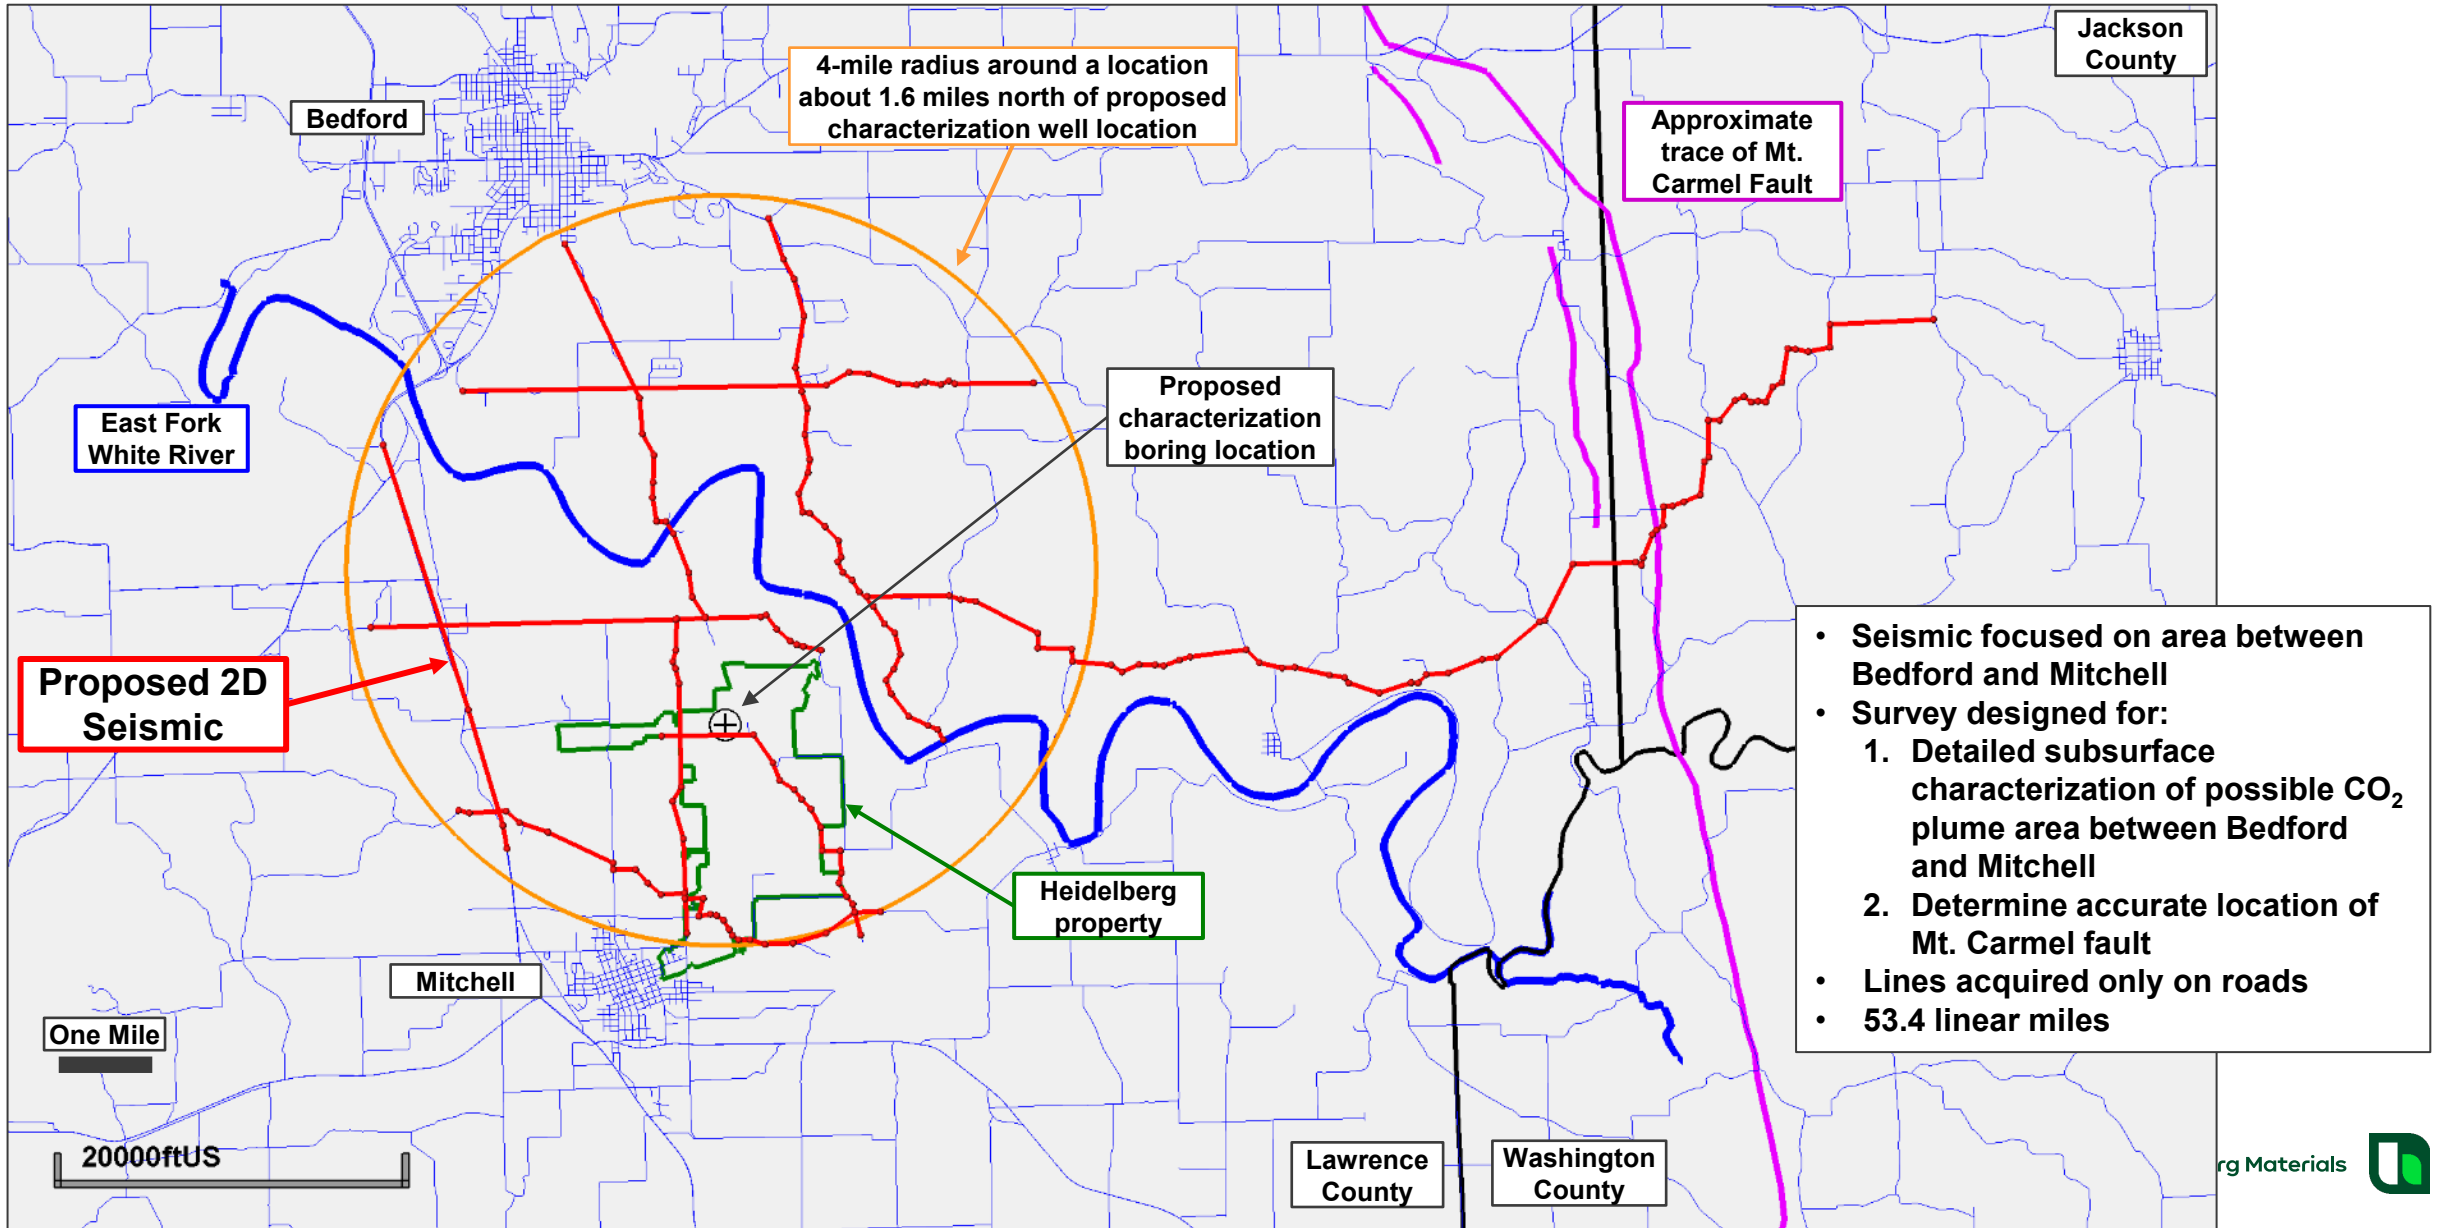 Jackson
County
4-mile radius around a location
about 1.6 miles north of proposed
characterization well location
Bedford
Approximate
trace of Mt.
Carmel Fault
Proposed
characterization
boring location
East Fork
White River
Proposed 2D
Seismic
• Seismic focused on area between
Bedford and Mitchell
• Survey designed for:
1. Detailed subsurface
characterization of possible CO₂
plume area between Bedford
and Mitchell
2. Determine accurate location of
Mt. Carmel fault
• Lines acquired only on roads
• 53.4 linear miles
Heidelberg
property
Mitchell
One Mile
20000ftUS
Lawrence
County
Washington
County
rg Materials